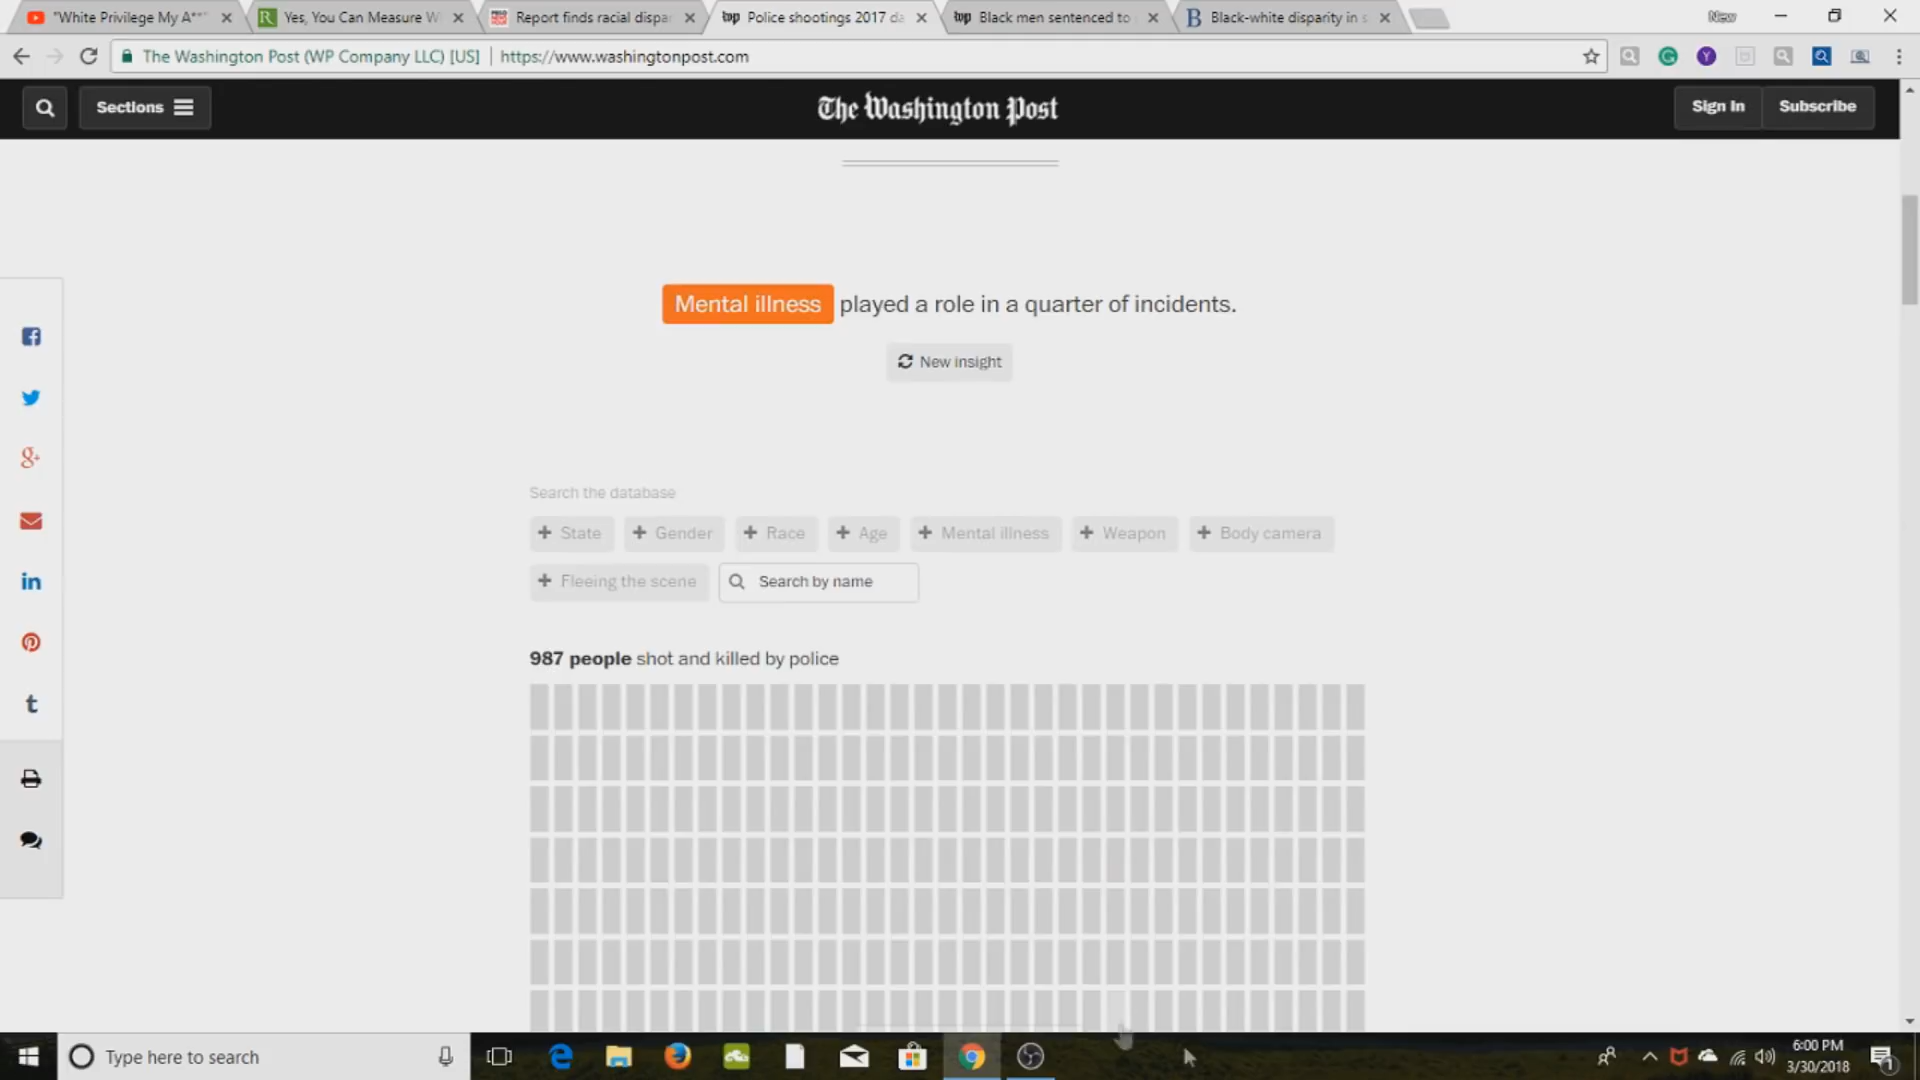 "White Privilege My A**"
Yes, You Can Measure W
Report finds racial dispar
Police shootings 2017 da
Black men sentenced to
Black-white disparity in s
New
The Washington Post (WP Company LLC) [US] | https://www.washingtonpost.com
Sections
The Washington Post
Sign In
Subscribe
Mental illness played a role in a quarter of incidents.
New insight
Search the database
+ State + Gender + Race + Age + Mental illness + Weapon + Body camera
+ Fleeing the scene Search by name
987 people shot and killed by police
Type here to search
6:00 PM
3/30/2018